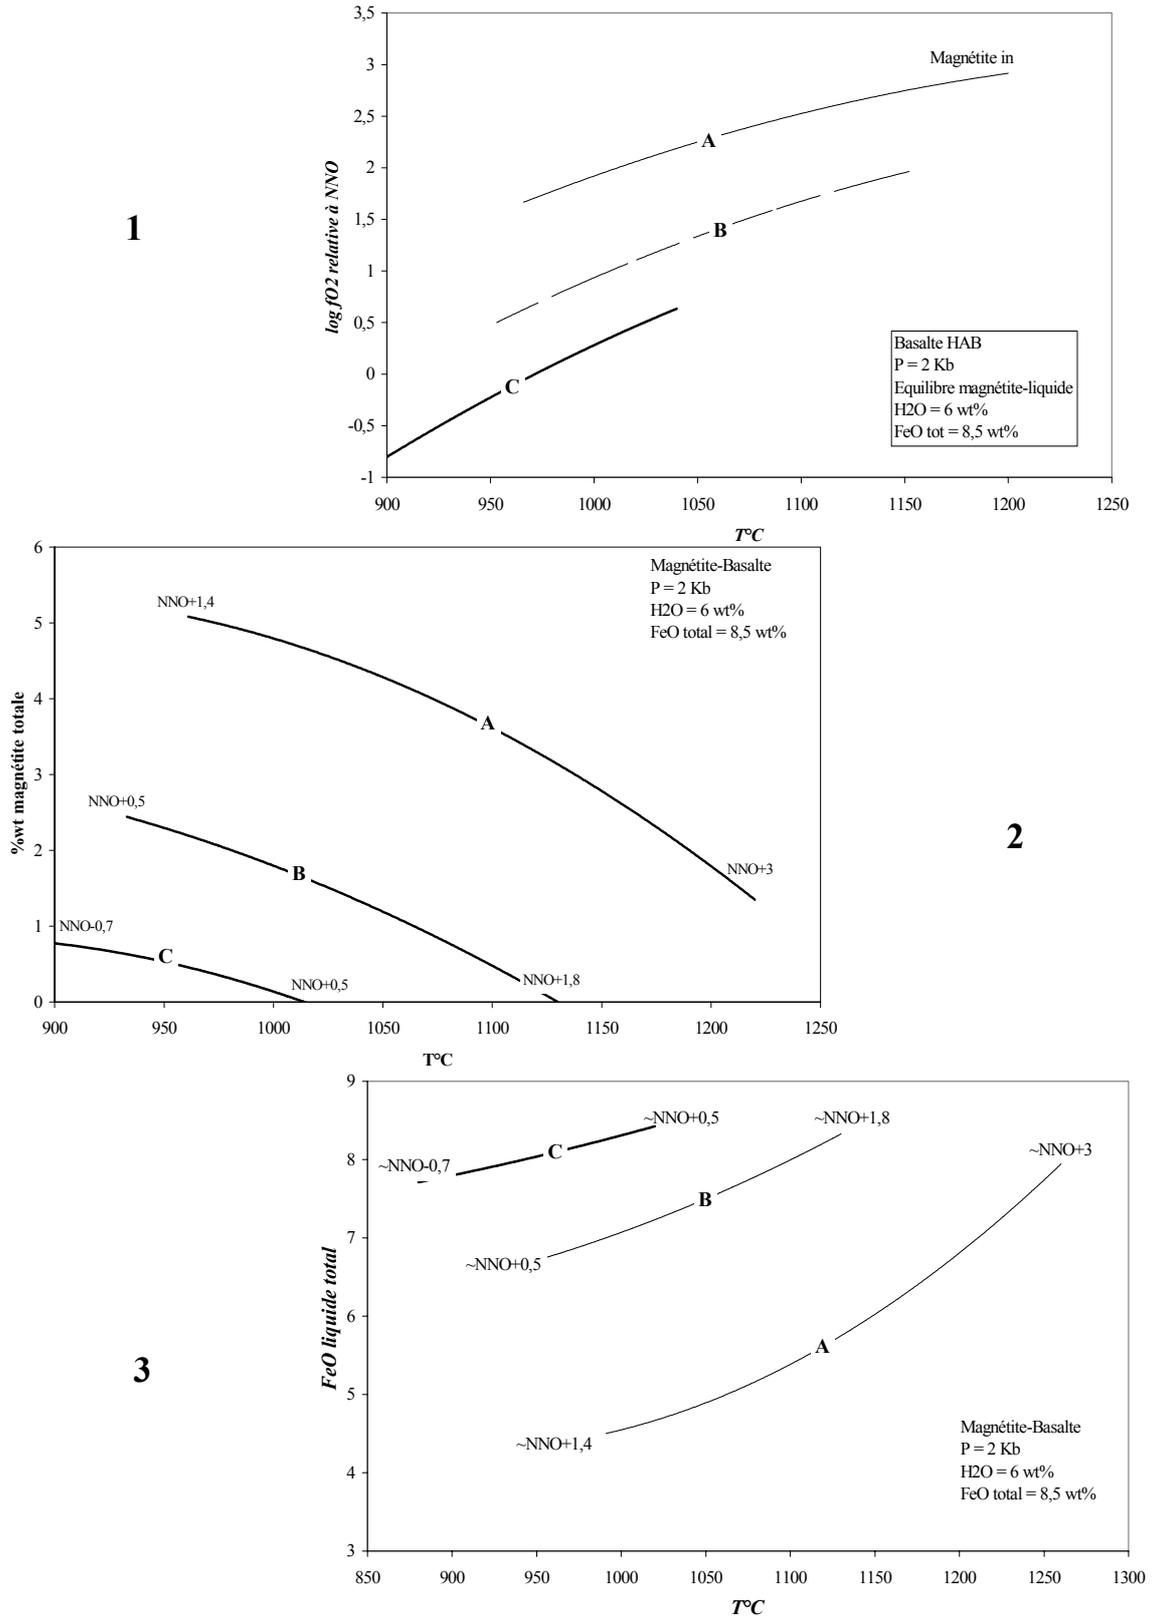 3,5
3
2,5
2
1,5
1
0,5
0
-0,5
-1
log fO2 relative à NNO
1
Magnétite in
A
B
C
Basalte HAB
P = 2 Kb
Equilibre magnétite-liquide
H2O = 6 wt%
FeO tot = 8,5 wt%
900 950 1000 1050 1100 1150 1200 1250
T°C
6
5
4
3
2
1
0
%wt magnétite totale
Magnétite-Basalte
P = 2 Kb
H2O = 6 wt%
FeO total = 8,5 wt%
NNO+1,4
A
NNO+3
NNO+0,5
B
NNO+1,8
NNO-0,7
C
NNO+0,5
2
900 950 1000 1050 1100 1150 1200 1250
T°C
9
8
7
6
5
4
3
FeO liquide total
3
~NNO+0,5
~NNO+1,8
~NNO+3
C
~NNO-0,7
B
~NNO+0,5
A
~NNO+1,4
Magnétite-Basalte
P = 2 Kb
H2O = 6 wt%
FeO total = 8,5 wt%
850 900 950 1000 1050 1100 1150 1200 1250 1300
T°C